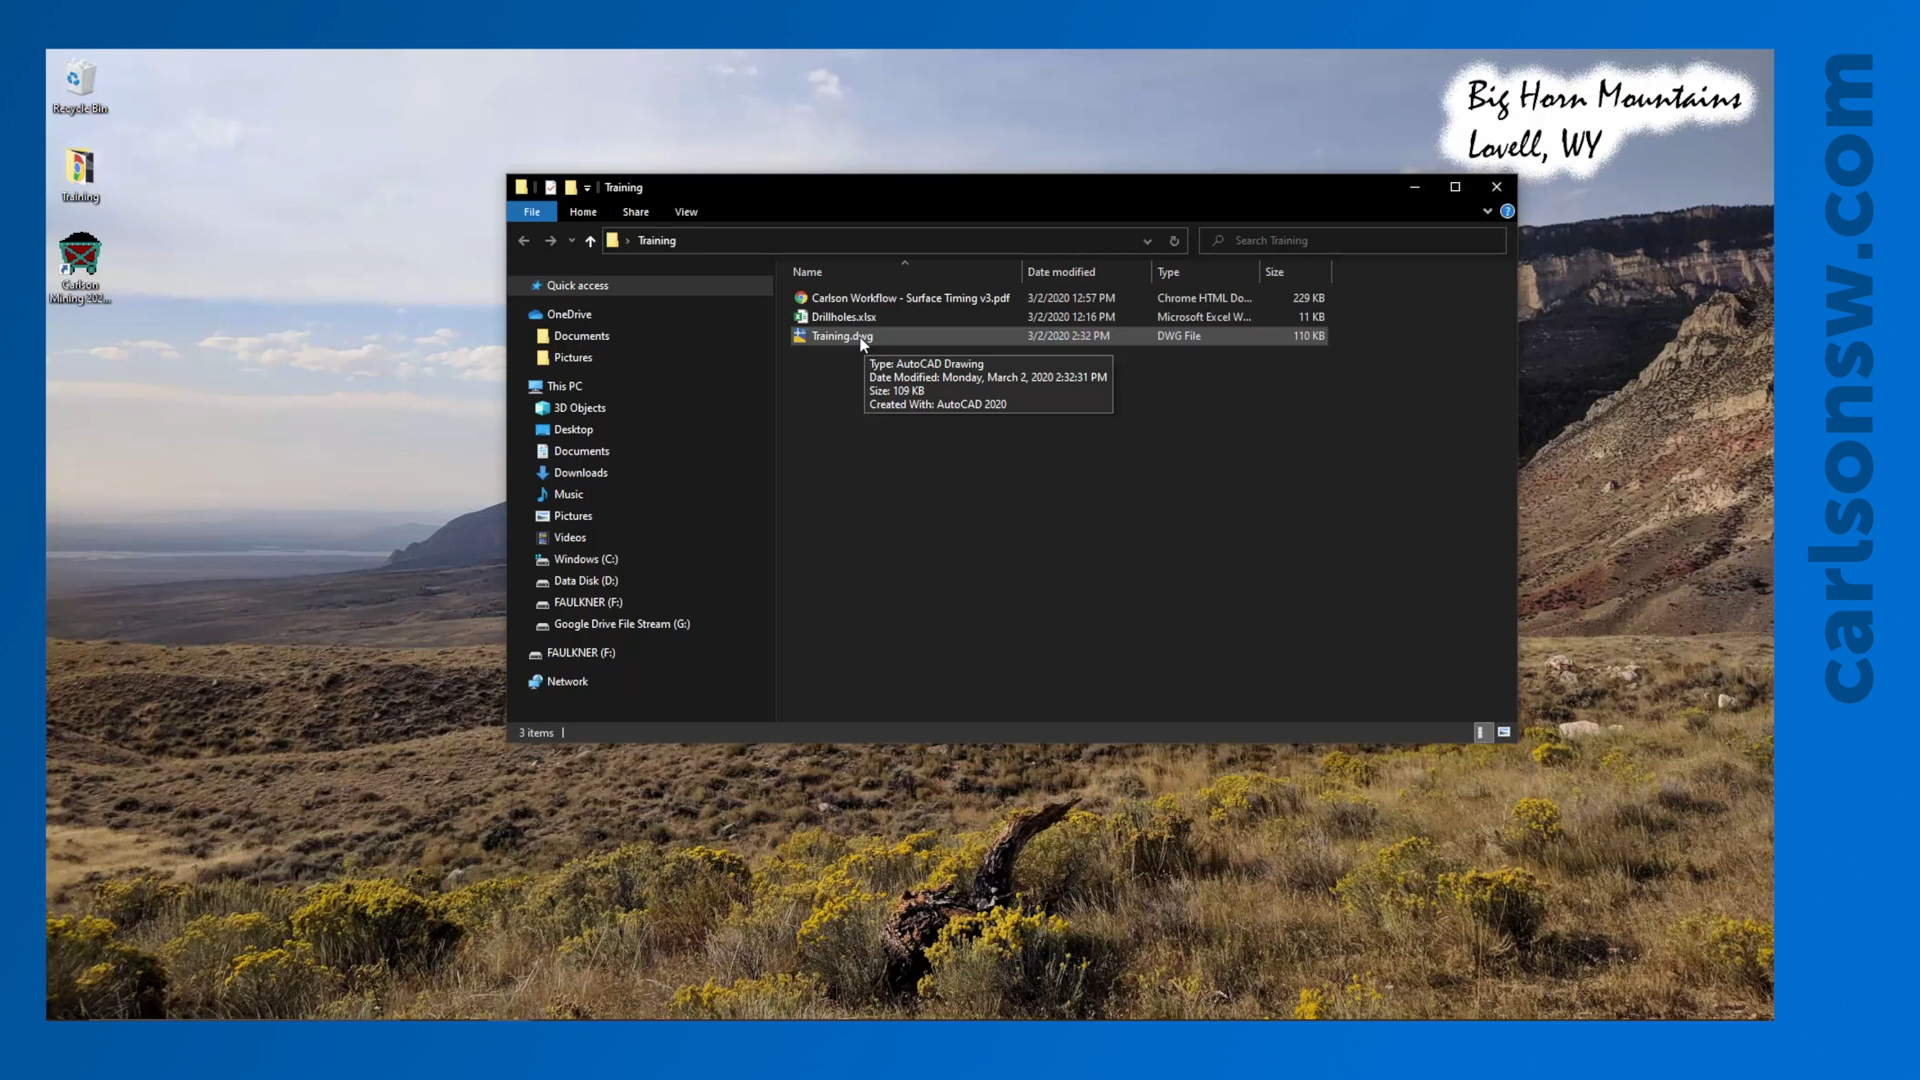 Recycle Bin
Training
Carlson
Mining 202...
Big Horn Mountains
Lovell, WY
carlsonsw.com
Training
File
Home
Share
View
Training
Search Training
Name
Date modified
Type
Size
Carlson Workflow - Surface Timing v3.pdf
3/2/2020 12:57 PM
Chrome HTML Do...
229 KB
Drillholes.xlsx
3/2/2020 12:16 PM
Microsoft Excel W...
11 KB
Training.dwg
3/2/2020 2:32 PM
DWG File
110 KB
Type: AutoCAD Drawing
Date Modified: Monday, March 2, 2020 2:32:31 PM
Size: 109 KB
Created With: AutoCAD 2020
Quick access
OneDrive
Documents
Pictures
This PC
3D Objects
Desktop
Documents
Downloads
Music
Pictures
Videos
Windows (C:)
Data Disk (D:)
FAULKNER (F:)
Google Drive File Stream (G:)
FAULKNER (F:)
Network
3 items